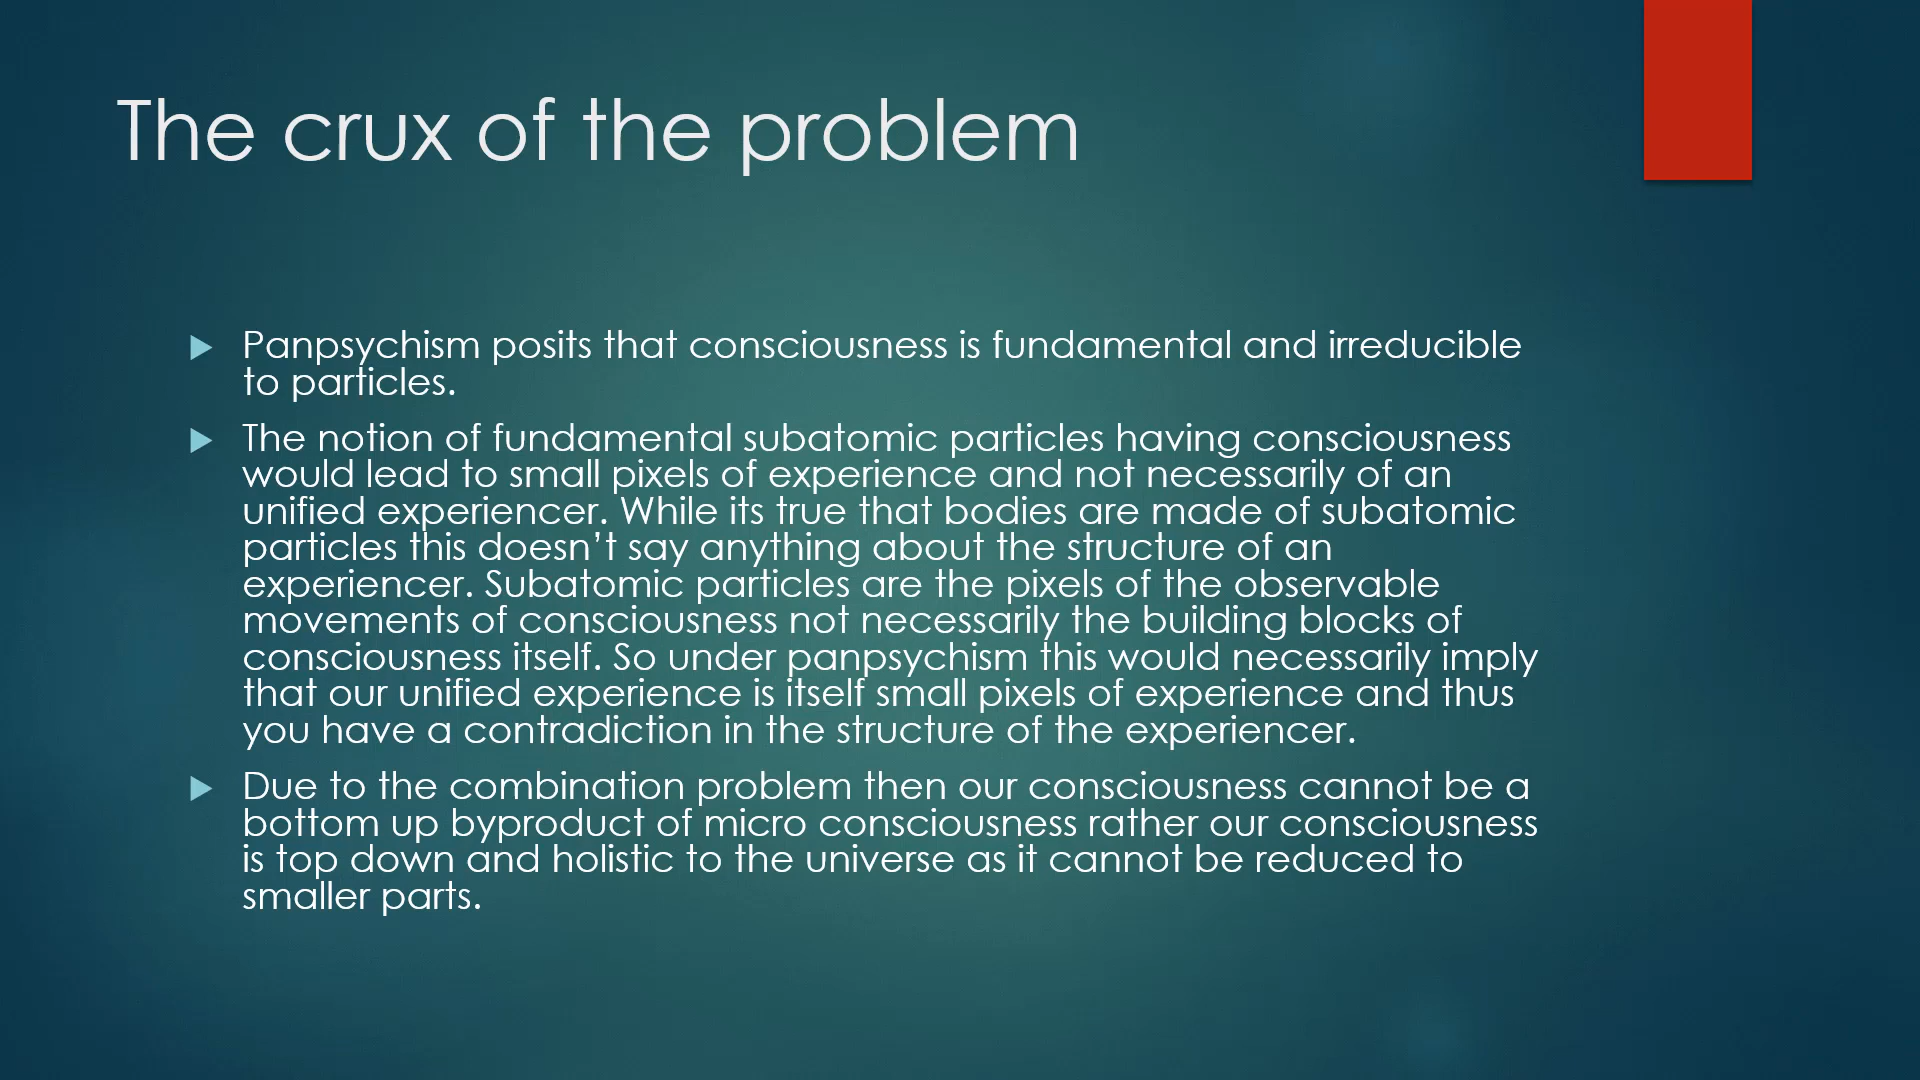 The crux of the problem
Panpsychism posits that consciousness is fundamental and irreducible
to particles.
The notion of fundamental subatomic particles having consciousness
would lead to small pixels of experience and not necessarily of an
unified experiencer. While its true that bodies are made of subatomic
particles this doesn’t say anything about the structure of an
experiencer. Subatomic particles are the pixels of the observable
movements of consciousness not necessarily the building blocks of
consciousness itself. So under panpsychism this would necessarily imply
that our unified experience is itself small pixels of experience and thus
you have a contradiction in the structure of the experiencer.
Due to the combination problem then our consciousness cannot be a
bottom up byproduct of micro consciousness rather our consciousness
is top down and holistic to the universe as it cannot be reduced to
smaller parts.